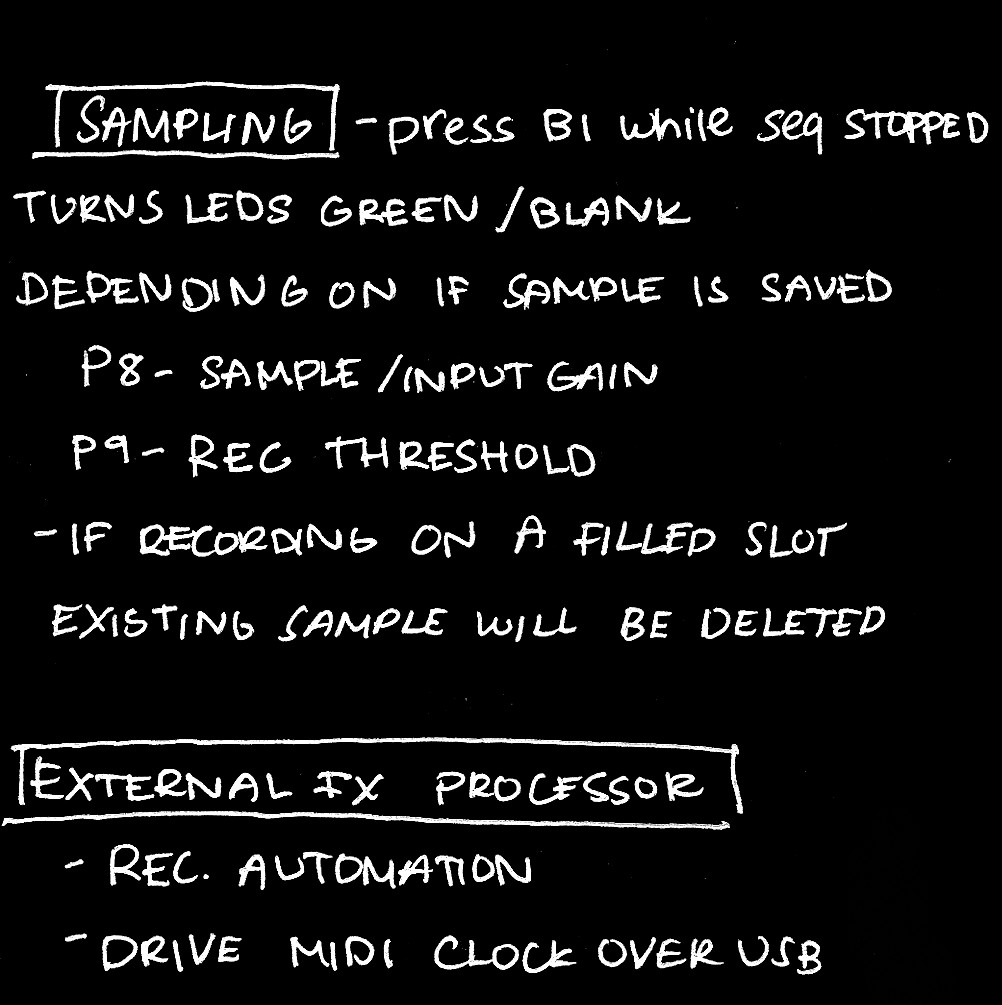 SAMPLING - press B1 while seq STOPPED
TURNS LEDS GREEN / BLANK
DEPENDING ON IF SAMPLE IS SAVED
P8 - SAMPLE / INPUT GAIN
P9 - REC THRESHOLD
- IF RECORDING ON A FILLED SLOT
EXISTING SAMPLE WILL BE DELETED
EXTERNAL FX PROCESSOR
- REC. AUTOMATION
- DRIVE MIDI CLOCK OVER USB